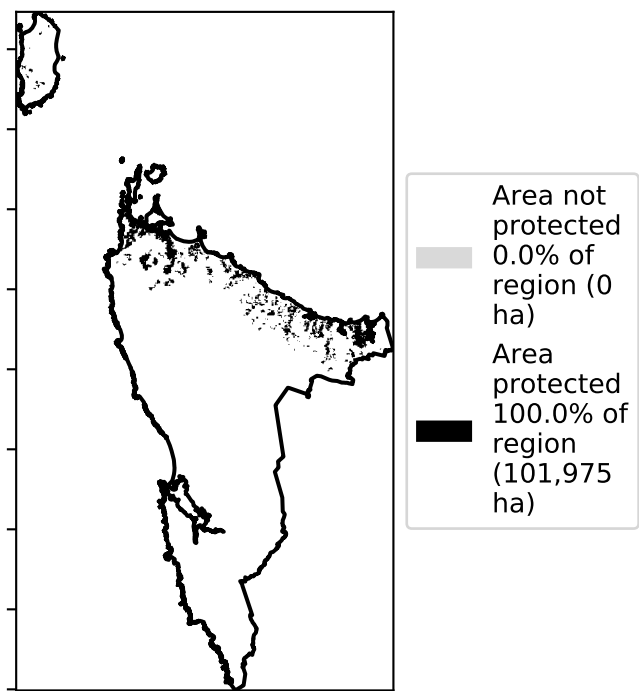 Area not
protected
0.0% of
region (0
ha)
Area
protected
100.0% of
region
(101,975
ha)